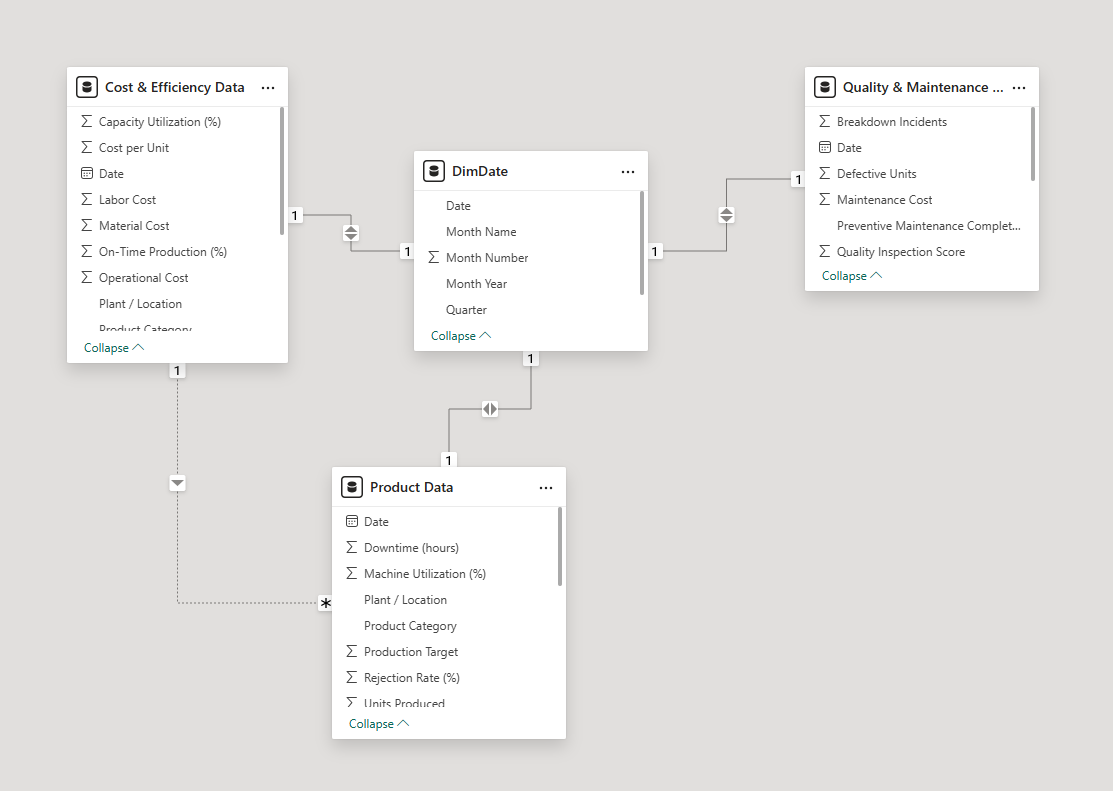 Cost & Efficiency Data ...
Capacity Utilization (%)
Cost per Unit
Date
Labor Cost
Material Cost
On-Time Production (%)
Operational Cost
Plant / Location
Product Category
Collapse
1
1
DimDate ...
Date
Month Name
Month Number
Month Year
Quarter
Collapse
1
1
1
Quality & Maintenance ... ...
Breakdown Incidents
Date
Defective Units
Maintenance Cost
Preventive Maintenance Complet...
Quality Inspection Score
Collapse
1
1
*
1
Product Data ...
Date
Downtime (hours)
Machine Utilization (%)
Plant / Location
Product Category
Production Target
Rejection Rate (%)
Units Produced
Collapse